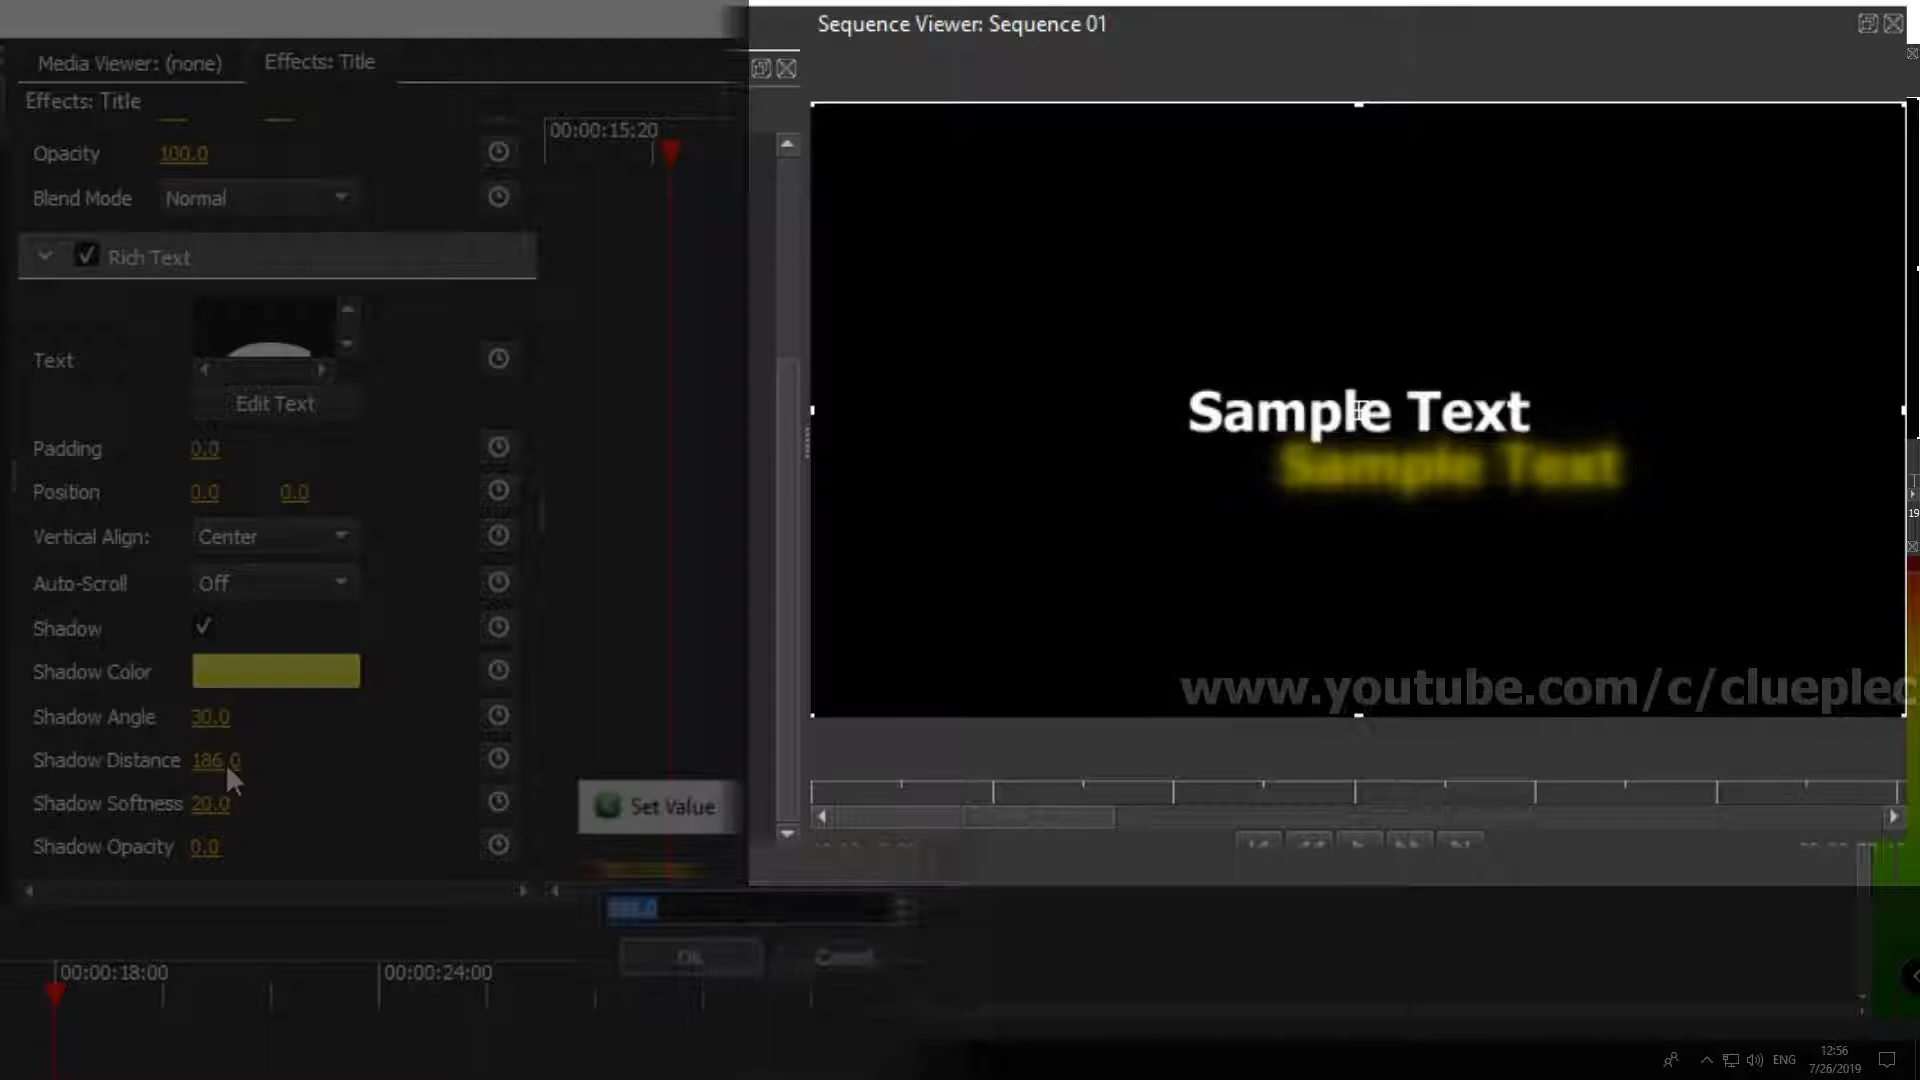 Sequence Viewer: Sequence 01
Media Viewer: (none)
Effects: Title
Effects: Title
00:00:15:20
Opacity 100.0
Blend Mode Normal
Rich Text
Text
Edit Text
Padding 0.0
Position 0.0 0.0
Vertical Align: Center
Auto-Scroll Off
Shadow
Shadow Color
Shadow Angle 30.0
Shadow Distance 186.0
Shadow Softness 20.0
Shadow Opacity 0.0
Set Value
OK
Cancel
Sample Text
Sample Text
www.youtube.com/c/clueplec
19
00:00:18:00
00:00:24:00
ENG
12:56
7/26/2019